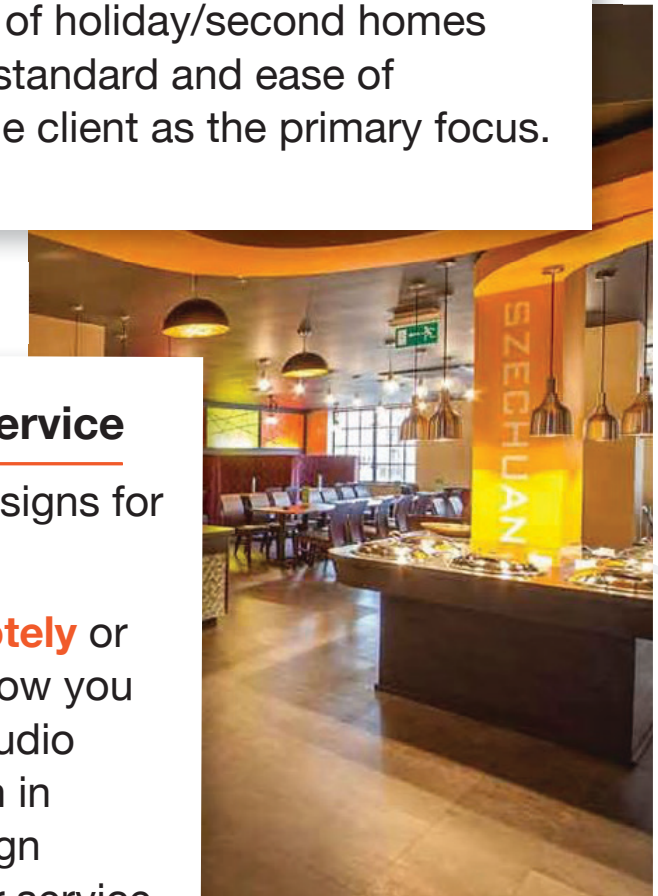 of holiday/second homes
standard and ease of
e client as the primary focus.
SZECHUAN
ervice
signs for
otely or
ow you
udio
n in
gn
r service